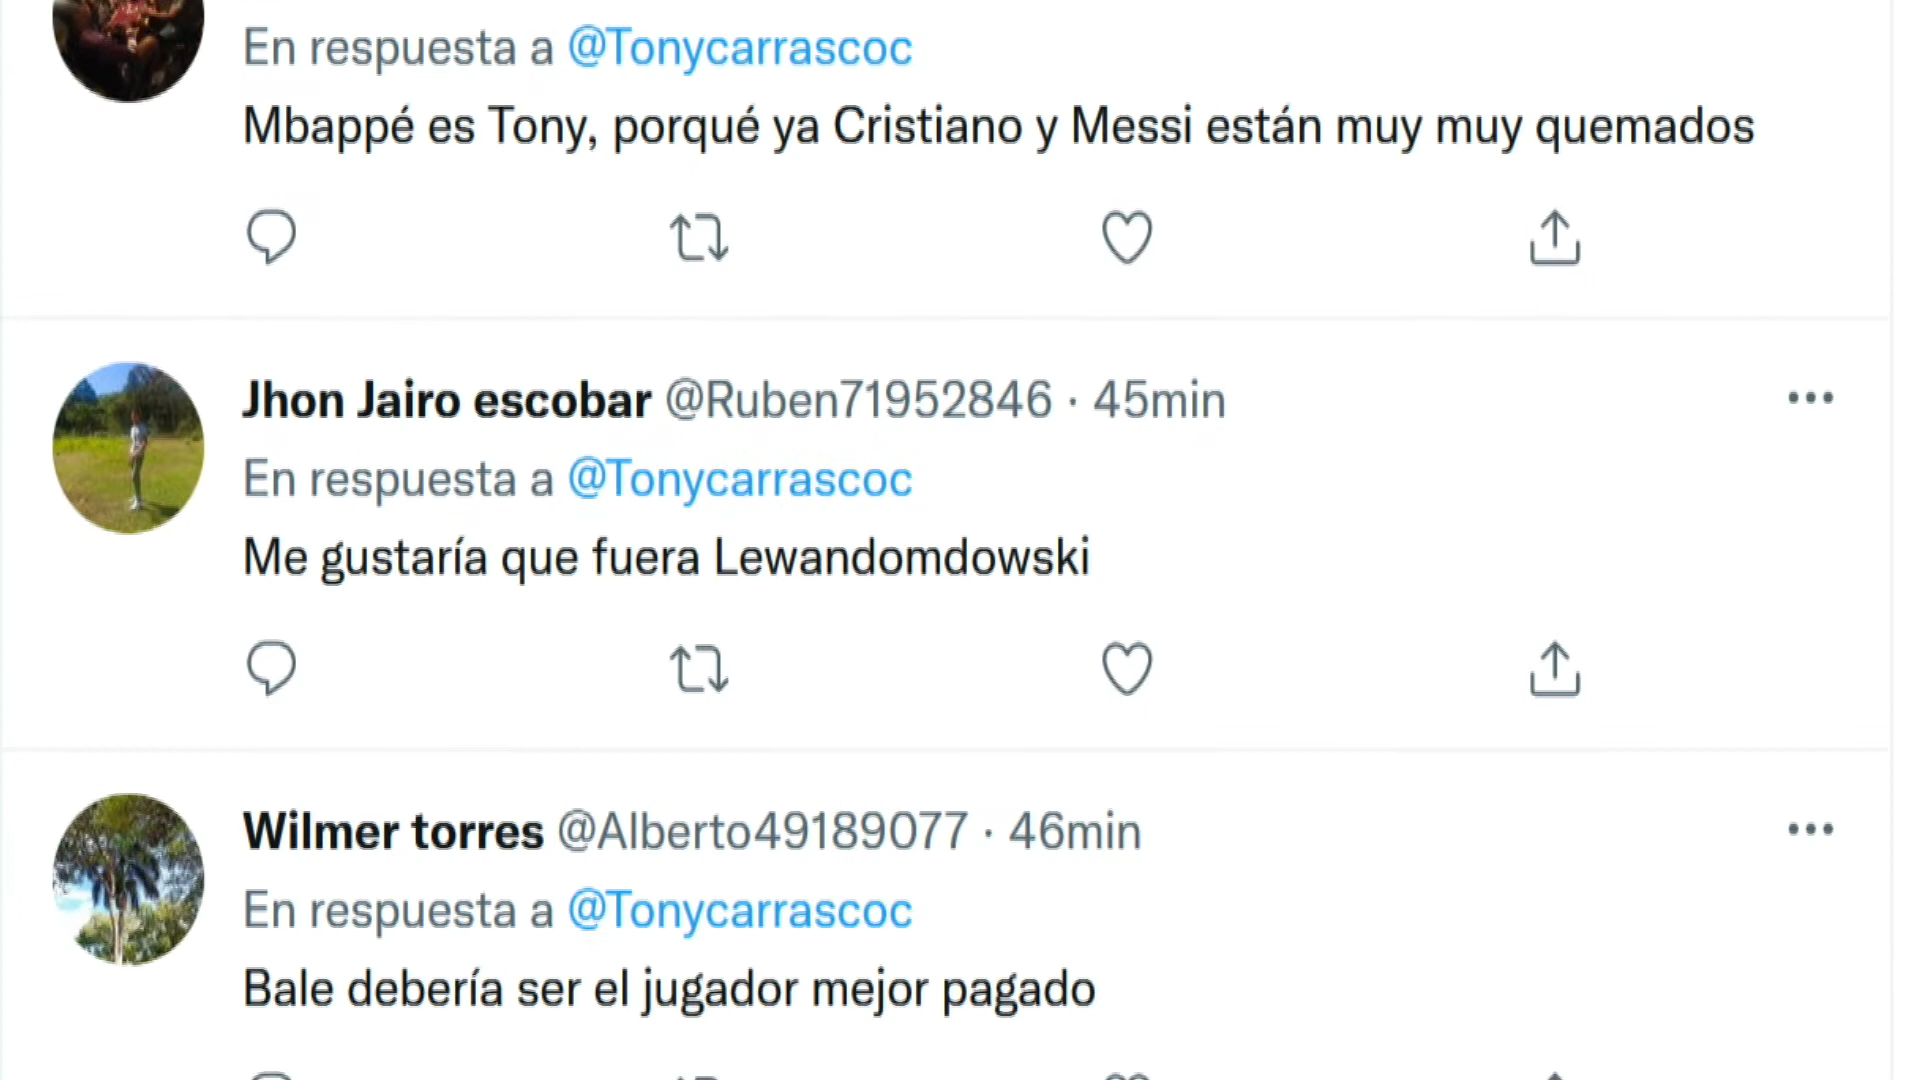 En respuesta a @Tonycarrascoc
Mbappé es Tony, porqué ya Cristiano y Messi están muy muy quemados
Jhon Jairo escobar @Ruben71952846 · 45min
En respuesta a @Tonycarrascoc
Me gustaría que fuera Lewandomdowski
Wilmer torres @Alberto49189077 · 46min
En respuesta a @Tonycarrascoc
Bale debería ser el jugador mejor pagado